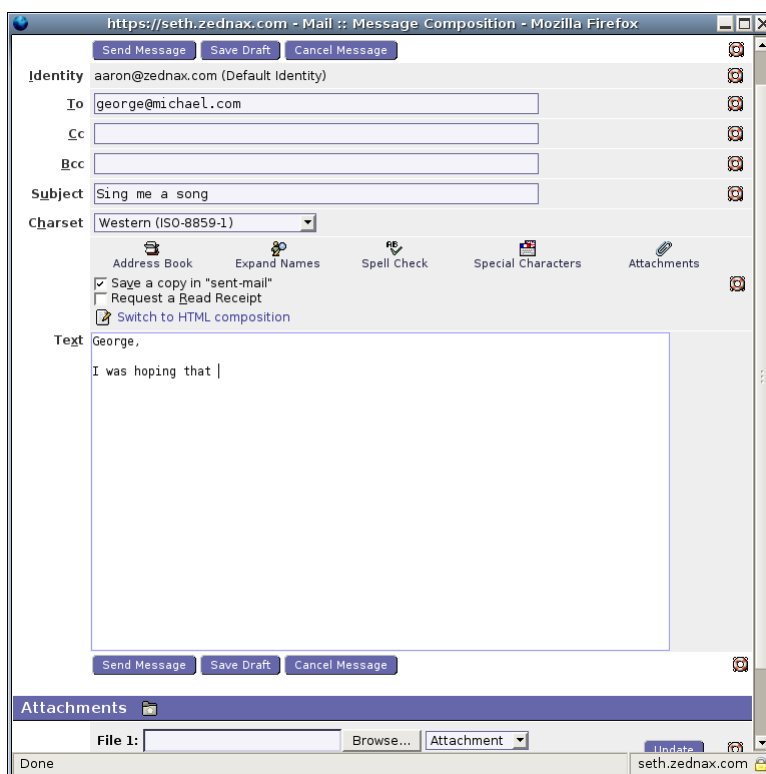 https://seth.zednax.com - Mail :: Message Composition - Mozilla Firefox
Send Message Save Draft Cancel Message
Identity aaron@zednax.com (Default Identity)
To george@michael.com
Cc
Bcc
Subject Sing me a song
Charset Western (ISO-8859-1)
Address Book Expand Names Spell Check Special Characters Attachments
Save a copy in "sent-mail"
Request a Read Receipt
Switch to HTML composition
Text George,
I was hoping that
Send Message Save Draft Cancel Message
Attachments
File 1: Browse... Attachment Update
Done seth.zednax.com